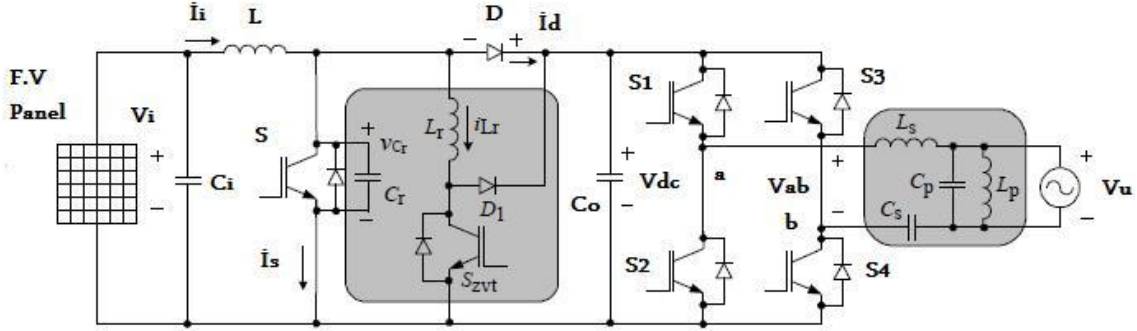 İi
L
D
İd
F.V
Panel
Vi
+
−
Ci
S
İs
+
vCr
Cr
−
Lr
iLr
D1
Szvt
− +
Co
+
Vdc
−
S1
S2
S3
S4
a
b
+
Vab
−
Ls
Cp
Lp
Cs
+
Vu
−